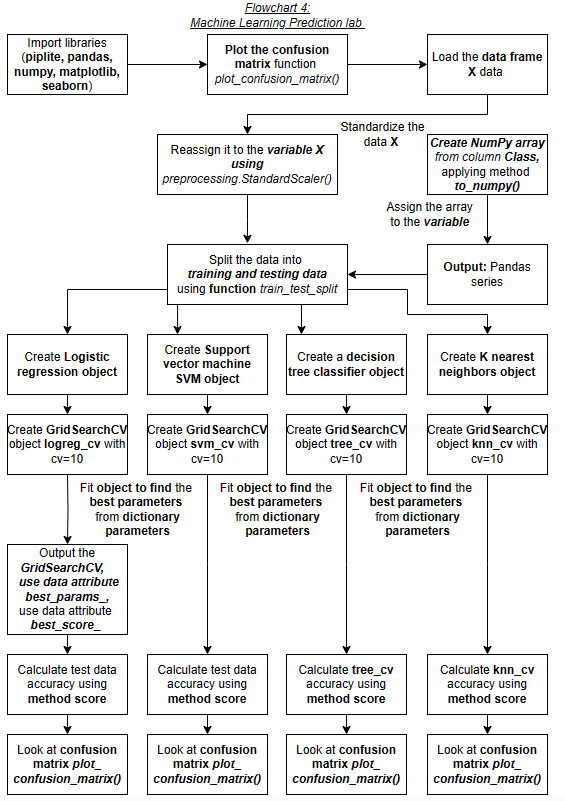 Flowchart 4:
Machine Learning Prediction lab
Import libraries
(piplite, pandas,
numpy, matplotlib,
seaborn)
Plot the confusion
matrix function
plot_confusion_matrix()
Load the data frame
X data
Standardize the
data X
Reassign it to the variable X
using
preprocessing.StandardScaler()
Create NumPy array
from column Class,
applying method
to_numpy()
Assign the array
to the variable
Split the data into
training and testing data
using function train_test_split
Output: Pandas
series
Create Logistic
regression object
Create Support
vector machine
SVM object
Create a decision
tree classifier object
Create K nearest
neighbors object
Create GridSearchCV
object logreg_cv with
cv=10
Create GridSearchCV
object svm_cv with
cv=10
Create GridSearchCV
object tree_cv with
cv=10
Create GridSearchCV
object knn_cv with
cv=10
Fit object to find the
best parameters
from dictionary
parameters
Fit object to find the
best parameters
from dictionary
parameters
Fit object to find the
best parameters
from dictionary
parameters
Output the
GridSearchCV,
use data attribute
best_params_,
use data attribute
best_score_
Calculate test data
accuracy using
method score
Calculate test data
accuracy using
method score
Calculate tree_cv
accuracy using
method score
Calculate knn_cv
accuracy using
method score
Look at confusion
matrix plot_
confusion_matrix()
Look at confusion
matrix plot_
confusion_matrix()
Look at confusion
matrix plot_
confusion_matrix()
Look at confusion
matrix plot_
confusion_matrix()